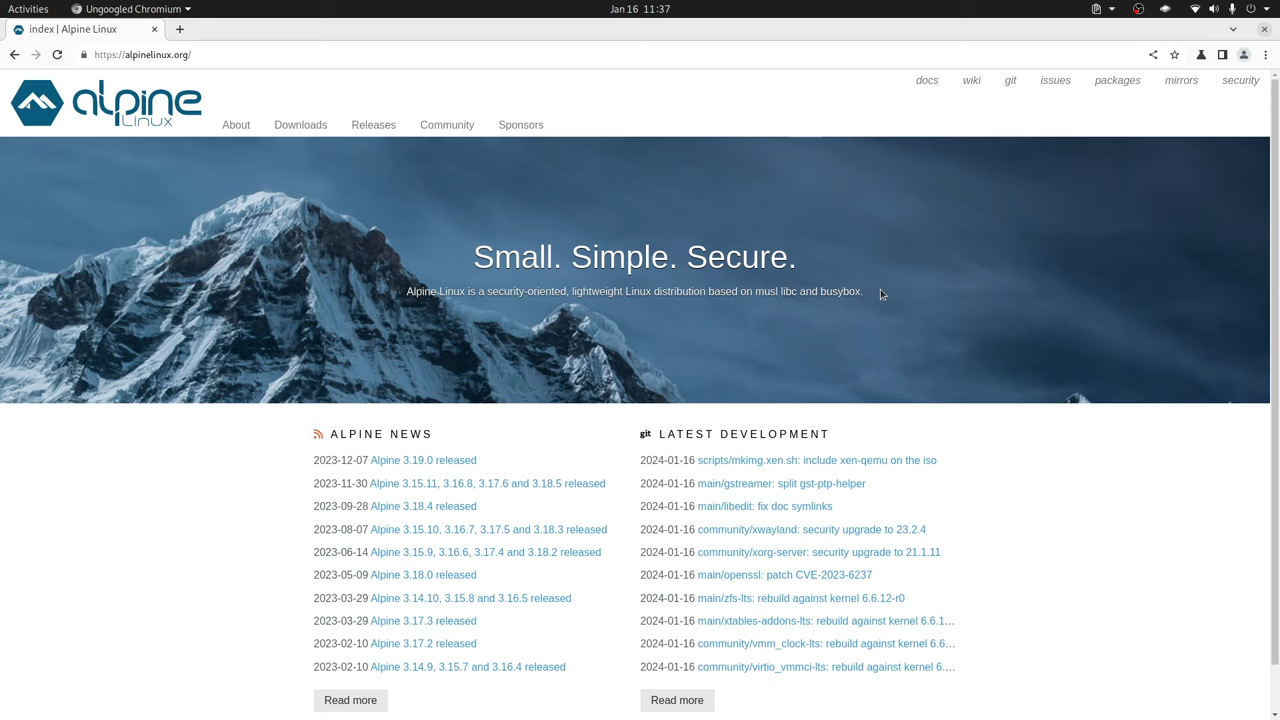 Activities Ungoogled Chromium Jan 16 11:37
index | Alpine Linux
https://alpinelinux.org/
docs wiki git issues packages mirrors security
alpine Linux
About Downloads Releases Community Sponsors
Small. Simple. Secure.
Alpine Linux is a security-oriented, lightweight Linux distribution based on musl libc and busybox.
ALPINE NEWS
2023-12-07 Alpine 3.19.0 released
2023-11-30 Alpine 3.15.11, 3.16.8, 3.17.6 and 3.18.5 released
2023-09-28 Alpine 3.18.4 released
2023-08-07 Alpine 3.15.10, 3.16.7, 3.17.5 and 3.18.3 released
2023-06-14 Alpine 3.15.9, 3.16.6, 3.17.4 and 3.18.2 released
2023-05-09 Alpine 3.18.0 released
2023-03-29 Alpine 3.14.10, 3.15.8 and 3.16.5 released
2023-03-29 Alpine 3.17.3 released
2023-02-10 Alpine 3.17.2 released
2023-02-10 Alpine 3.14.9, 3.15.7 and 3.16.4 released
Read more
git LATEST DEVELOPMENT
2024-01-16 scripts/mkimg.xen.sh: include xen-qemu on the iso
2024-01-16 main/gstreamer: split gst-ptp-helper
2024-01-16 main/libedit: fix doc symlinks
2024-01-16 community/xwayland: security upgrade to 23.2.4
2024-01-16 community/xorg-server: security upgrade to 21.1.11
2024-01-16 main/openssl: patch CVE-2023-6237
2024-01-16 main/zfs-lts: rebuild against kernel 6.6.12-r0
2024-01-16 main/xtables-addons-lts: rebuild against kernel 6.6.1…
2024-01-16 community/vmm_clock-lts: rebuild against kernel 6.6…
2024-01-16 community/virtio_vmmci-lts: rebuild against kernel 6.…
Read more